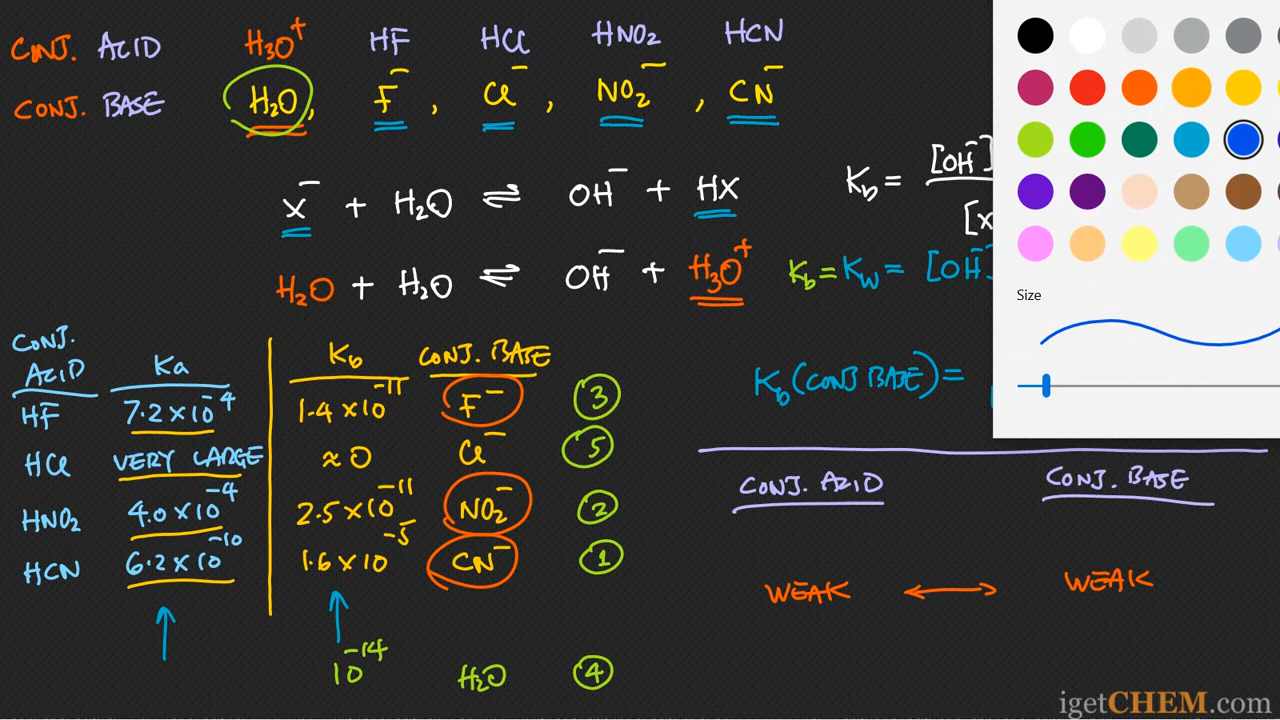 CONJ. ACID H3O⁺ HF HCl HNO2 HCN
CONJ. BASE H2O, F⁻, Cl⁻, NO2⁻, CN⁻
X⁻ + H2O ⇌ OH⁻ + HX
Kb = [OH⁻] / [X
H2O + H2O ⇌ OH⁻ + H3O⁺
Kb = Kw = [OH⁻]
Size
CONJ. ACID Ka Kb CONJ. BASE
HF 7.2 × 10⁻⁴ 1.4 × 10⁻¹¹ F⁻ 3
HCl VERY LARGE ≈ 0 Cl⁻ 5
HNO2 4.0 × 10⁻⁴ 2.5 × 10⁻¹¹ NO2⁻ 2
HCN 6.2 × 10⁻¹⁰ 1.6 × 10⁻⁵ CN⁻ 1
10⁻¹⁴ H2O 4
Kb (CONJ BASE) =
CONJ. ACID CONJ. BASE
WEAK ↔ WEAK
igetCHEM.com